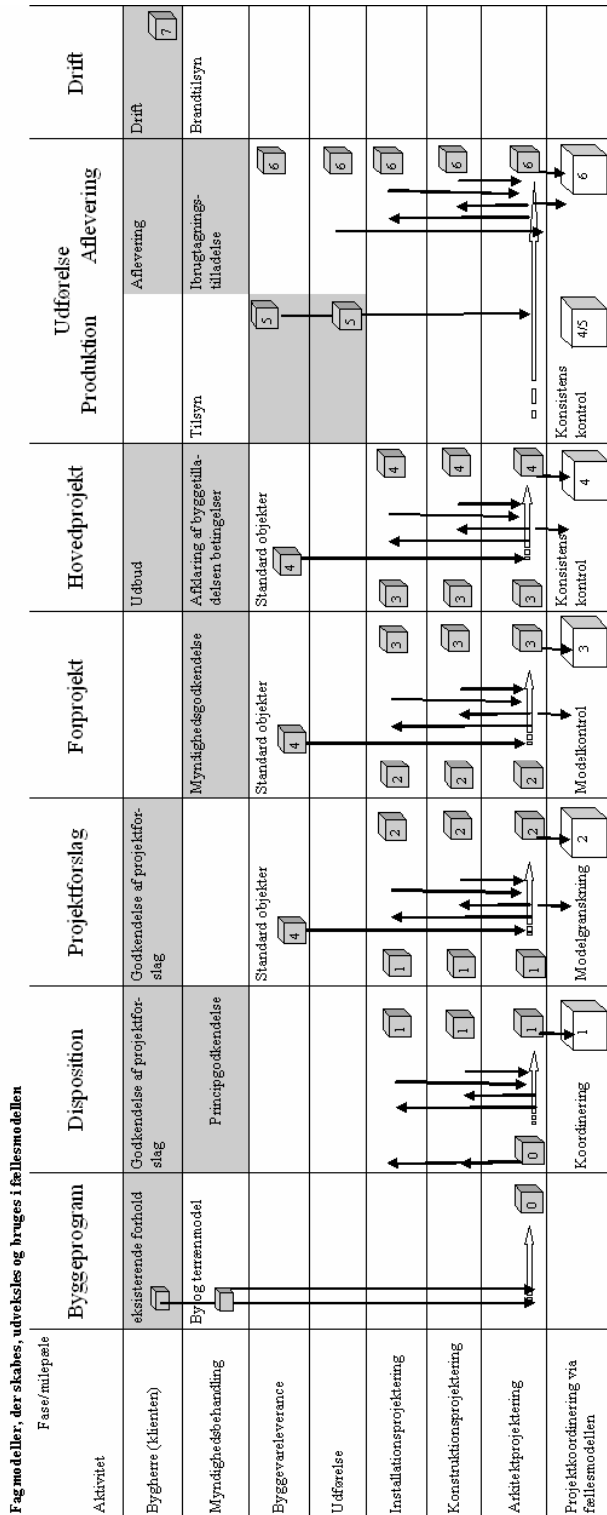 Fagmodeller, der skabes, udveksles og bruges i fællesmodellen
Fase/milepæle
Aktivitet
Byggeprogram
Disposition
Projektforslag
Forprojekt
Hovedprojekt
Udførelse
Produktion
Aflevering
Drift
Bygherre (klienten)
eksisterende forhold
Godkendelse af projektfor-
slag
Godkendelse af projektfor-
slag
Udbud
Aflevering
Drift
7
Myndighedsbehandling
By og terrænmodel
Principgodkendelse
Myndighedsgodkendelse
Afklaring af byggetilla-
delsen betingelser
Tilsyn
Ibrugtagnings-
tilladelse
Brandtilsyn
Byggevareleverance
Standard objekter
4
Standard objekter
4
Standard objekter
4
5
6
Udførelse
5
6
Installationsprojektering
1
1
2
2
3
3
4
6
Konstruktionsprojektering
1
1
2
2
3
3
4
6
Arkitektprojektering
0
0
1
1
2
2
3
3
4
6
Projektkoordinering via
fællesmodellen
Koordinering
1
Modelgranskning
2
Modelkontrol
3
Konsistens
kontrol
4
Konsistens
kontrol
4/5
6